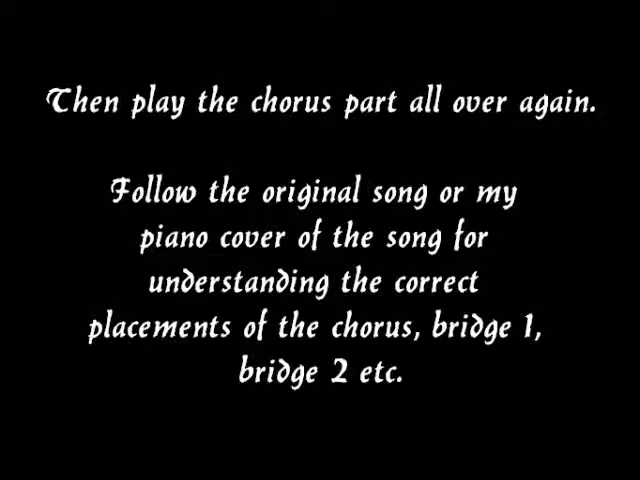 Then play the chorus part all over again.
Follow the original song or my
piano cover of the song for
understanding the correct
placements of the chorus, bridge 1,
bridge 2 etc.